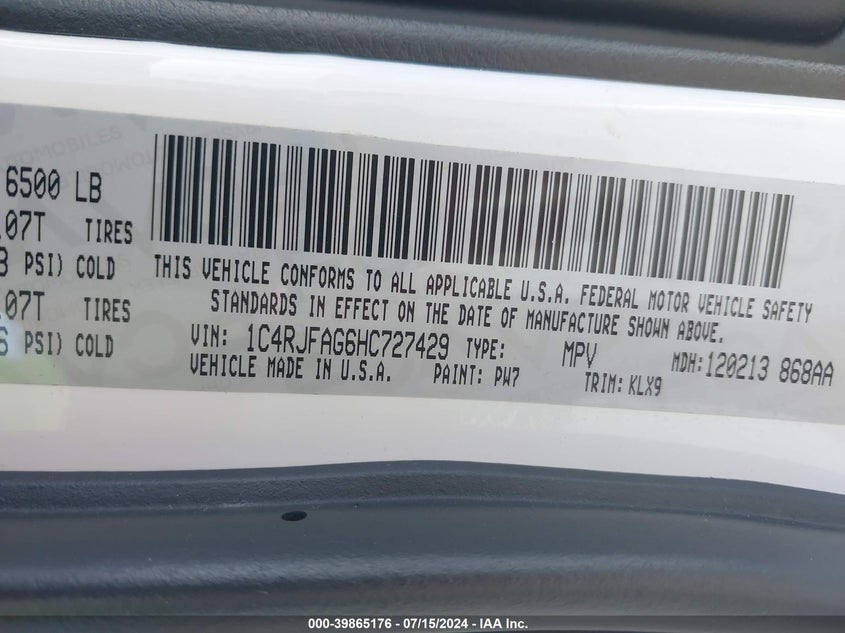 6500 LB
.07T TIRES
PSI) COLD
.07T TIRES
PSI) COLD
THIS VEHICLE CONFORMS TO ALL APPLICABLE U.S.A. FEDERAL MOTOR VEHICLE SAFETY
STANDARDS IN EFFECT ON THE DATE OF MANUFACTURE SHOWN ABOVE.
VIN: 1C4RJFAG6HC727429 TYPE: MPV MDH:120213 868AA
VEHICLE MADE IN U.S.A. PAINT: PW7 TRIM: KLX9
000-39865176 - 07/15/2024 - IAA Inc.